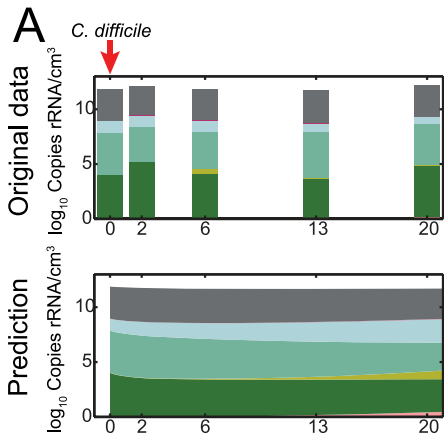 A
C. difficile
Original data
log10 Copies rRNA/cm3
10
5
0
0 2 6 13 20
Prediction
log10 Copies rRNA/cm3
10
5
0
0 2 6 13 20